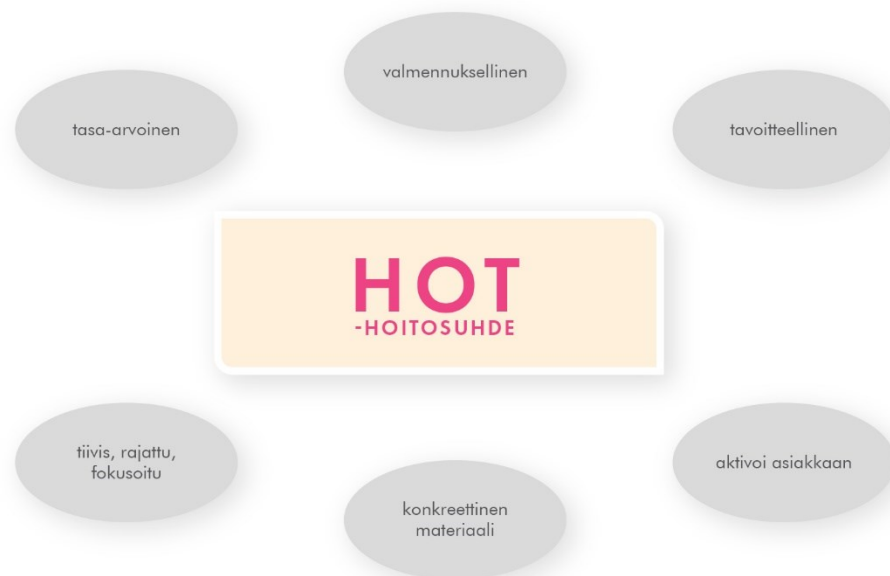 valmennuksellinen
tasa-arvoinen
tavoitteellinen
HOT
-HOITOSUHDE
tiivis, rajattu,
fokusoitu
aktivoi asiakkaan
konkreettinen
materiaali